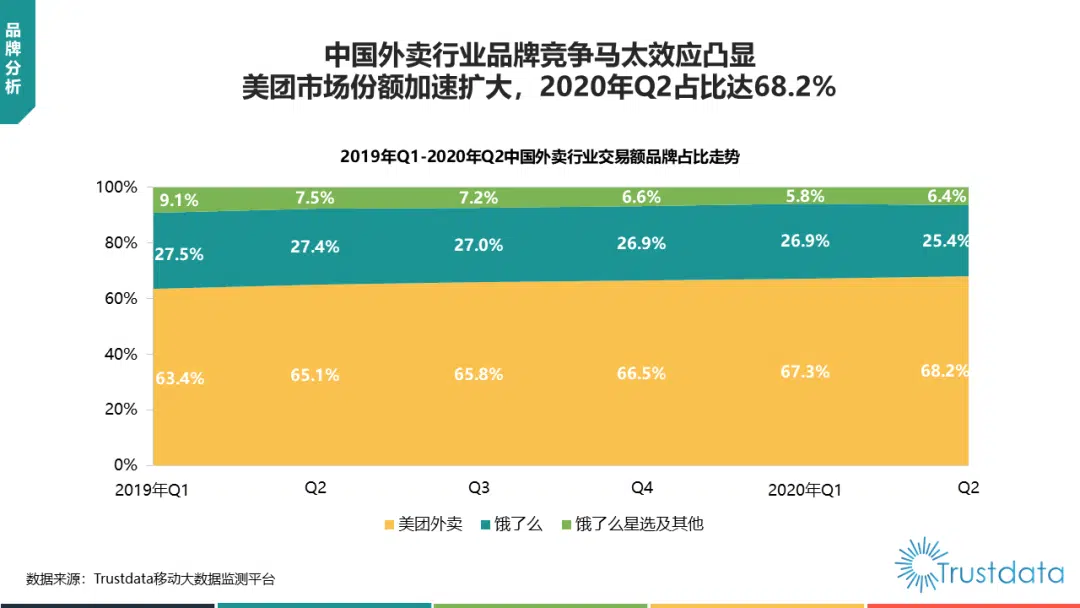 品牌分析
中国外卖行业品牌竞争马太效应凸显
美团市场份额加速扩大，2020年Q2占比达68.2%
2019年Q1-2020年Q2中国外卖行业交易额品牌占比走势
100%
9.1% 7.5% 7.2% 6.6% 5.8% 6.4%
80%
27.5% 27.4% 27.0% 26.9% 26.9% 25.4%
60%
40%
63.4% 65.1% 65.8% 66.5% 67.3% 68.2%
20%
0%
2019年Q1 Q2 Q3 Q4 2020年Q1 Q2
美团外卖 饿了么 饿了么星选及其他
数据来源：Trustdata移动大数据监测平台
Trustdata